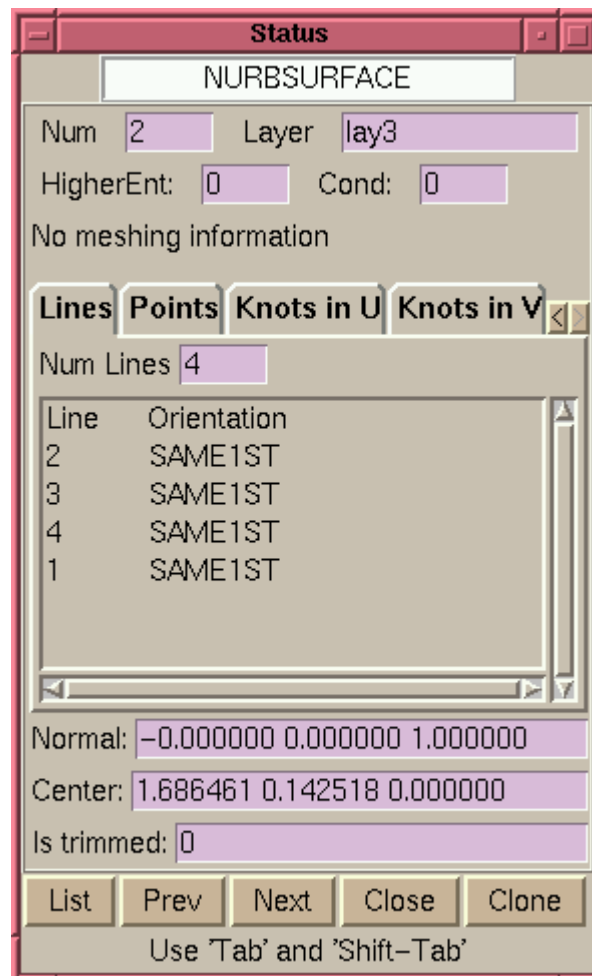 Status
NURBSURFACE
Num 2 Layer lay3
HigherEnt: 0 Cond: 0
No meshing information
Lines Points Knots in U Knots in V
Num Lines 4
Line Orientation
2 SAME1ST
3 SAME1ST
4 SAME1ST
1 SAME1ST
Normal: −0.000000 0.000000 1.000000
Center: 1.686461 0.142518 0.000000
Is trimmed: 0
List Prev Next Close Clone
Use 'Tab' and 'Shift−Tab'